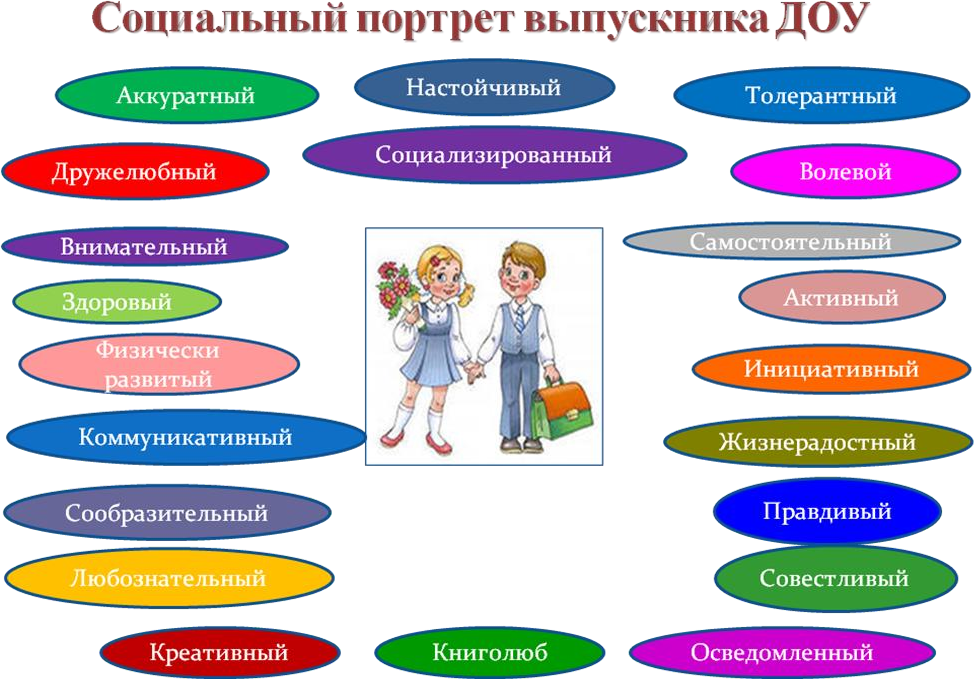 Социальный портрет выпускника ДОУ
Аккуратный
Настойчивый
Толерантный
Дружелюбный
Социализированный
Волевой
Внимательный
Самостоятельный
Здоровый
Активный
Физически
развитый
Инициативный
Коммуникативный
Жизнерадостный
Сообразительный
Правдивый
Любознательный
Совестливый
Креативный
Книголюб
Осведомленный